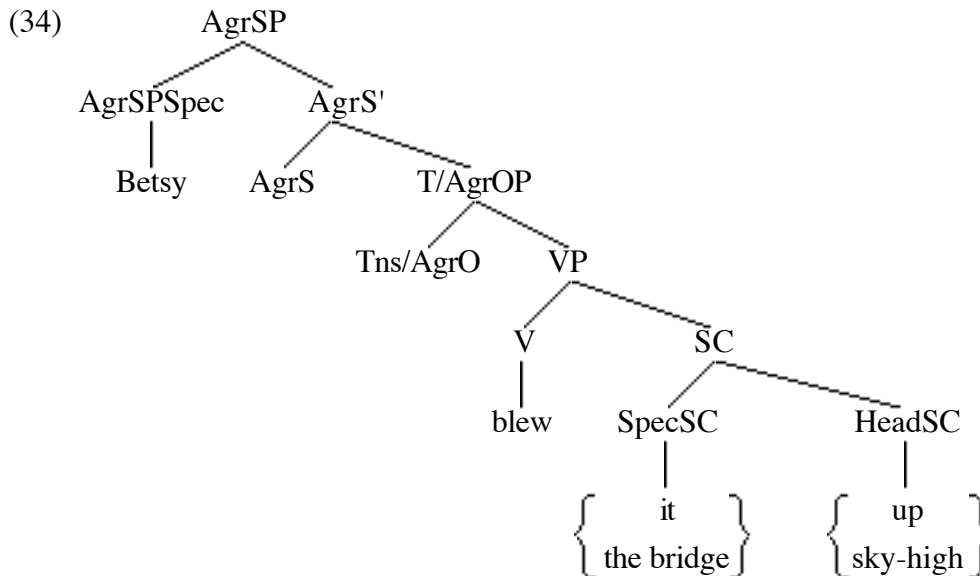 (34) AgrSP
AgrSPSpec AgrS'
Betsy AgrS T/AgrOP
Tns/AgrO VP
V SC
blew SpecSC HeadSC
it up
the bridge sky-high